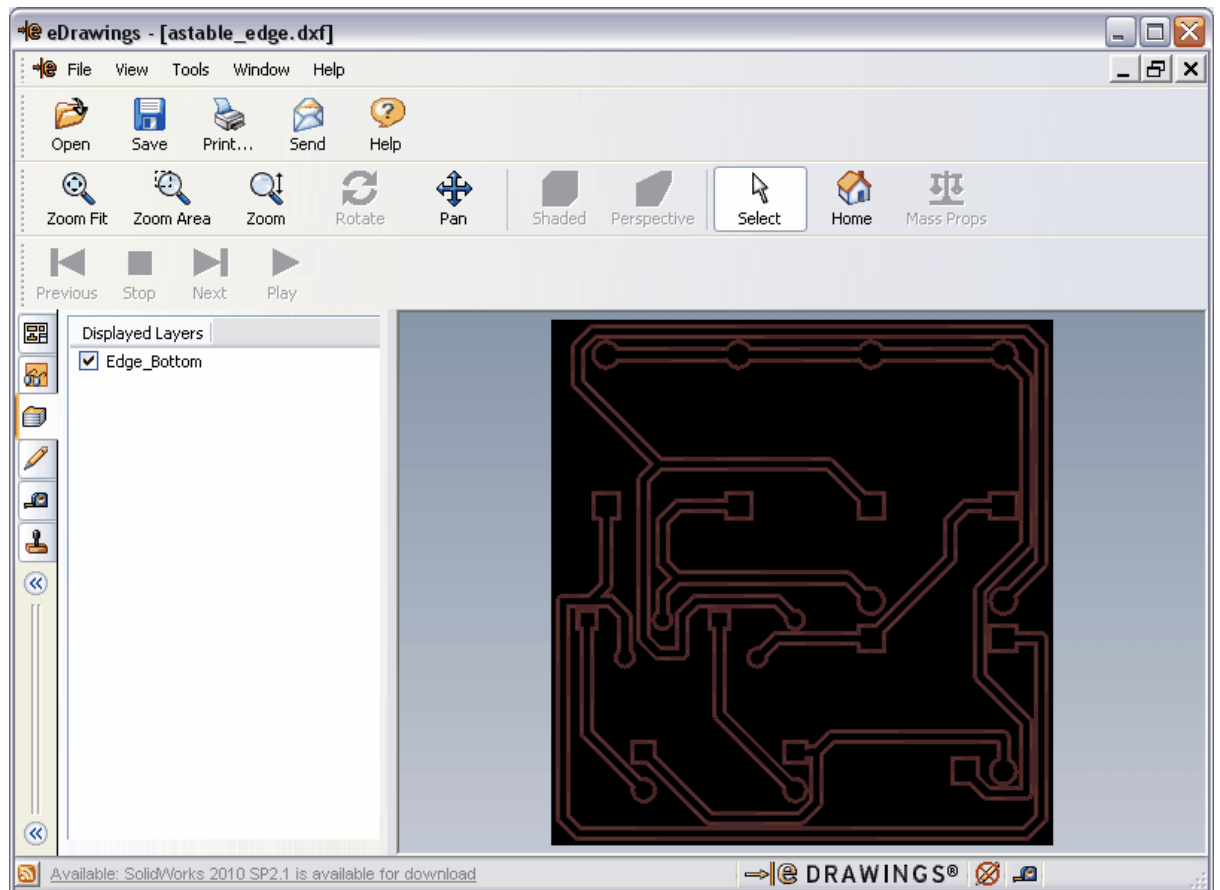 eDrawings - [astable_edge.dxf]
File View Tools Window Help
Open Save Print... Send Help
Zoom Fit Zoom Area Zoom Rotate Pan Shaded Perspective Select Home Mass Props
Previous Stop Next Play
Displayed Layers
Edge_Bottom
Available: SolidWorks 2010 SP2.1 is available for download
e DRAWINGS®